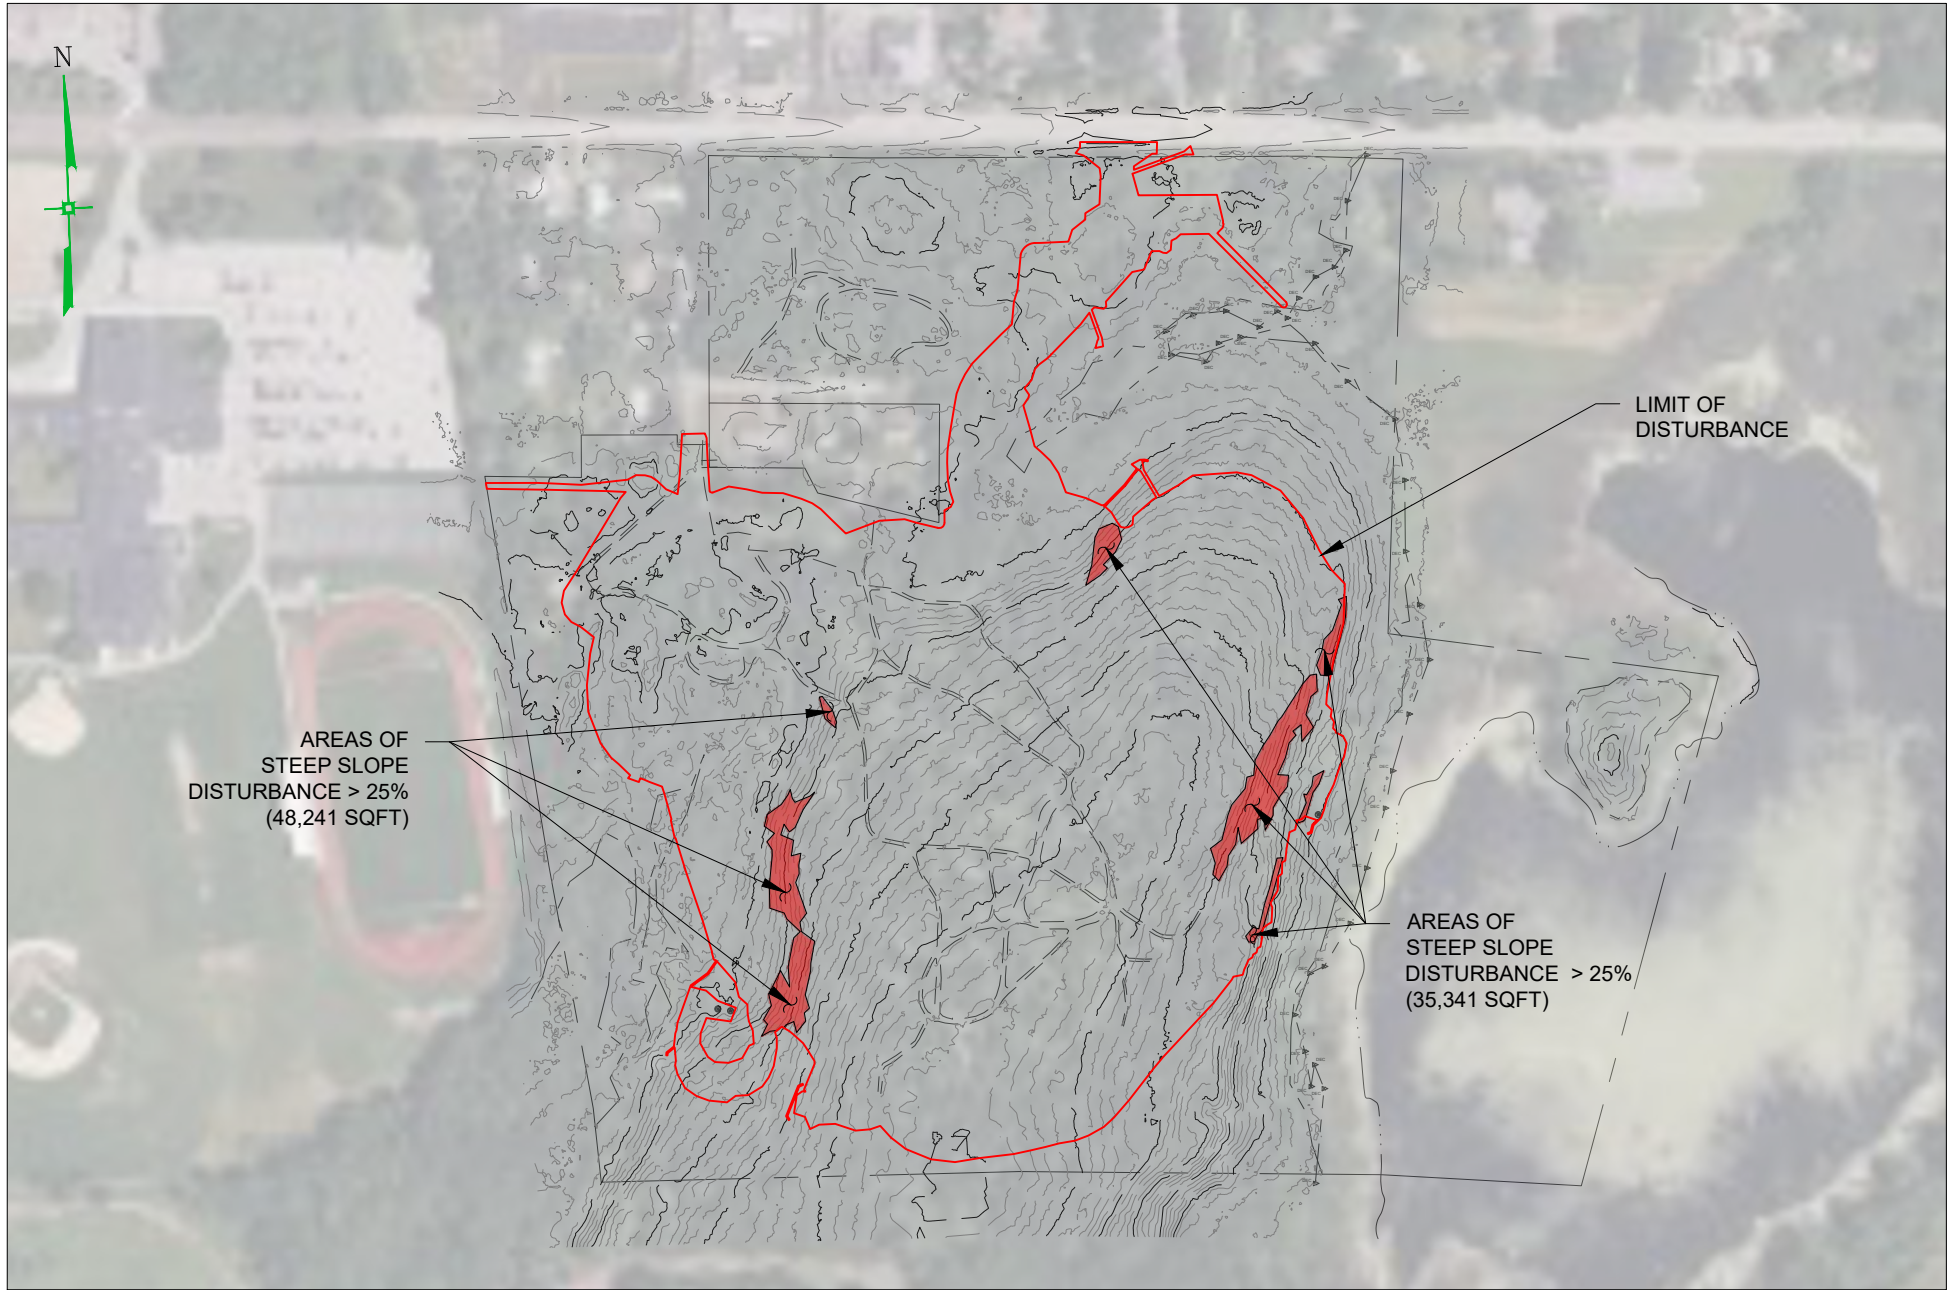 N
LIMIT OF
DISTURBANCE
AREAS OF
STEEP SLOPE
DISTURBANCE > 25%
(48,241 SQFT)
AREAS OF
STEEP SLOPE
DISTURBANCE > 25%
(35,341 SQFT)